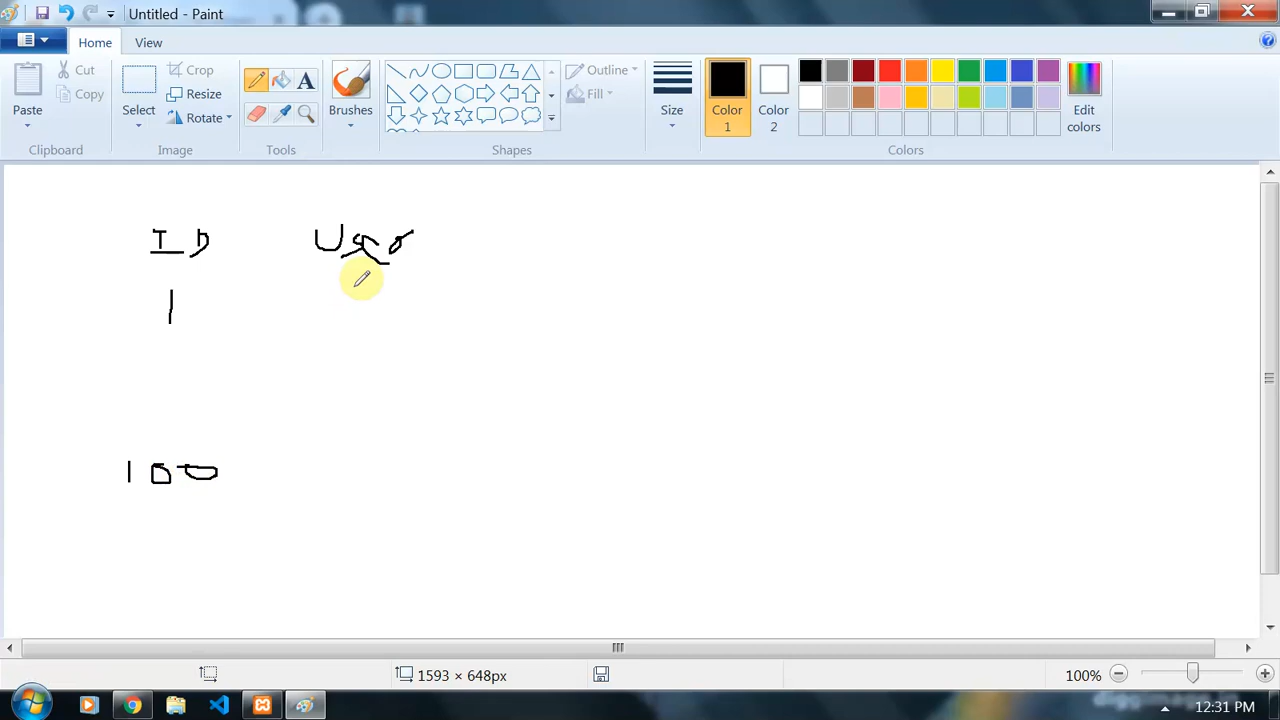 Untitled - Paint
Home View
Paste
Cut
Copy
Clipboard
Select
Crop
Resize
Rotate
Image
A
Tools
Brushes
Outline
Fill
Shapes
Size
Color 1
Color 2
Edit colors
Colors
ID
1
100
1593 × 648px
100%
12:31 PM